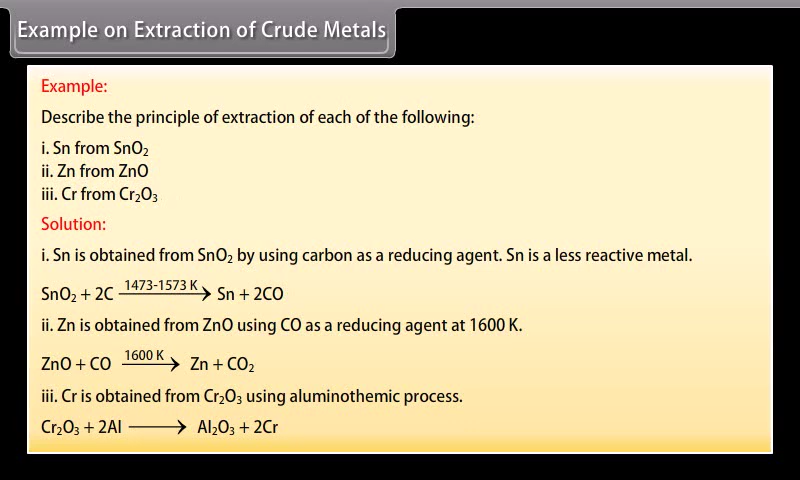 Example on Extraction of Crude Metals
Example:
Describe the principle of extraction of each of the following:
i. Sn from SnO₂
ii. Zn from ZnO
iii. Cr from Cr₂O₃
Solution:
i. Sn is obtained from SnO₂ by using carbon as a reducing agent. Sn is a less reactive metal.
SnO₂ + 2C 1473-1573 K → Sn + 2CO
ii. Zn is obtained from ZnO using CO as a reducing agent at 1600 K.
ZnO + CO 1600 K → Zn + CO₂
iii. Cr is obtained from Cr₂O₃ using aluminothemic process.
Cr₂O₃ + 2Al → Al₂O₃ + 2Cr